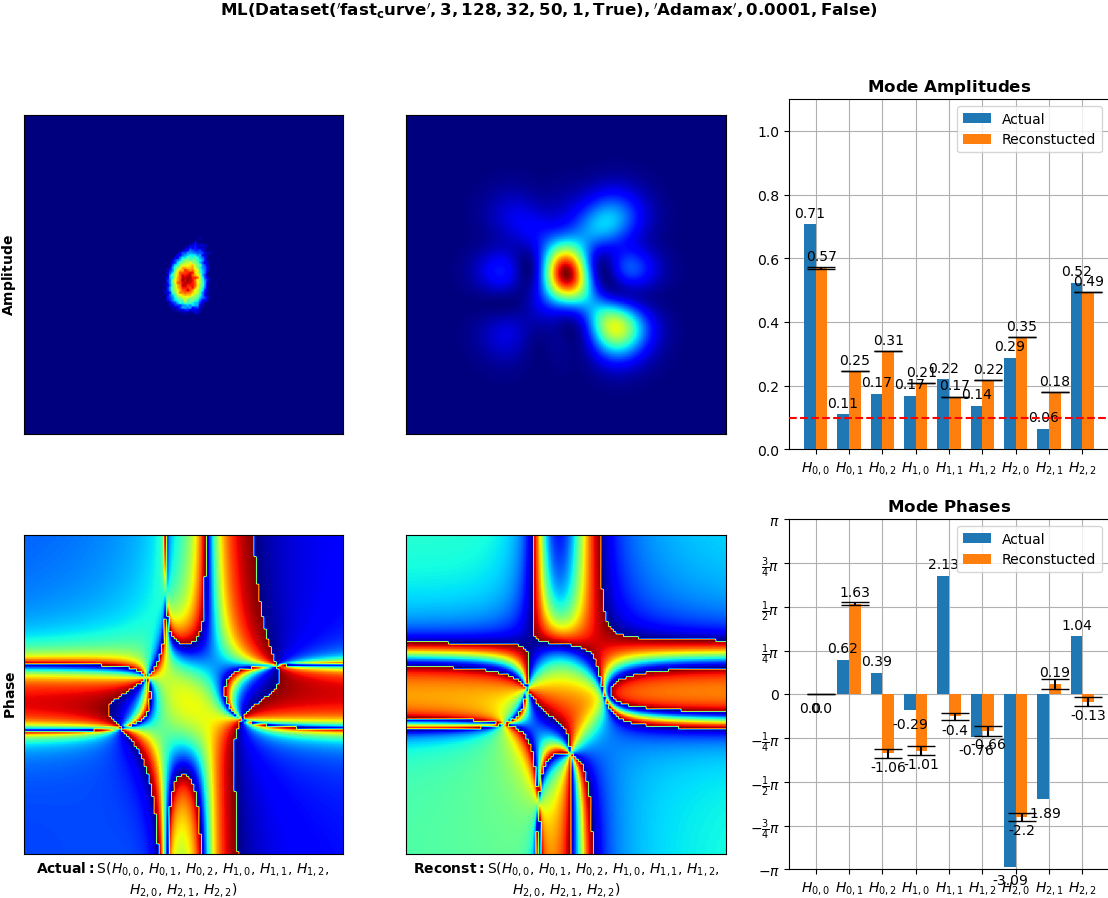 ML(Dataset('fast_curve', 3, 128, 32, 50, 1, True), 'Adamax', 0.0001, False)
Amplitude
Mode Amplitudes
Actual
Reconstucted
1.0
0.8
0.6
0.4
0.2
0.0
0.71
0.57
0.11
0.25
0.17
0.31
0.17
0.21
0.22
0.17
0.14
0.22
0.29
0.35
0.06
0.18
0.52
0.49
H0,0 H0,1 H0,2 H1,0 H1,1 H1,2 H2,0 H2,1 H2,2
Phase
Actual: S(H0,0, H0,1, H0,2, H1,0, H1,1, H1,2,
H2,0, H2,1, H2,2)
Reconst: S(H0,0, H0,1, H0,2, H1,0, H1,1, H1,2,
H2,0, H2,1, H2,2)
Mode Phases
Actual
Reconstucted
π
3/4π
1/2π
1/4π
0
−1/4π
−1/2π
−3/4π
−π
0.0
0.0
0.62
1.63
0.39
-1.06
-0.29
-1.01
2.13
-0.4
-0.76
-0.66
-3.09
-2.2
-1.89
0.19
1.04
-0.13
H0,0 H0,1 H0,2 H1,0 H1,1 H1,2 H2,0 H2,1 H2,2